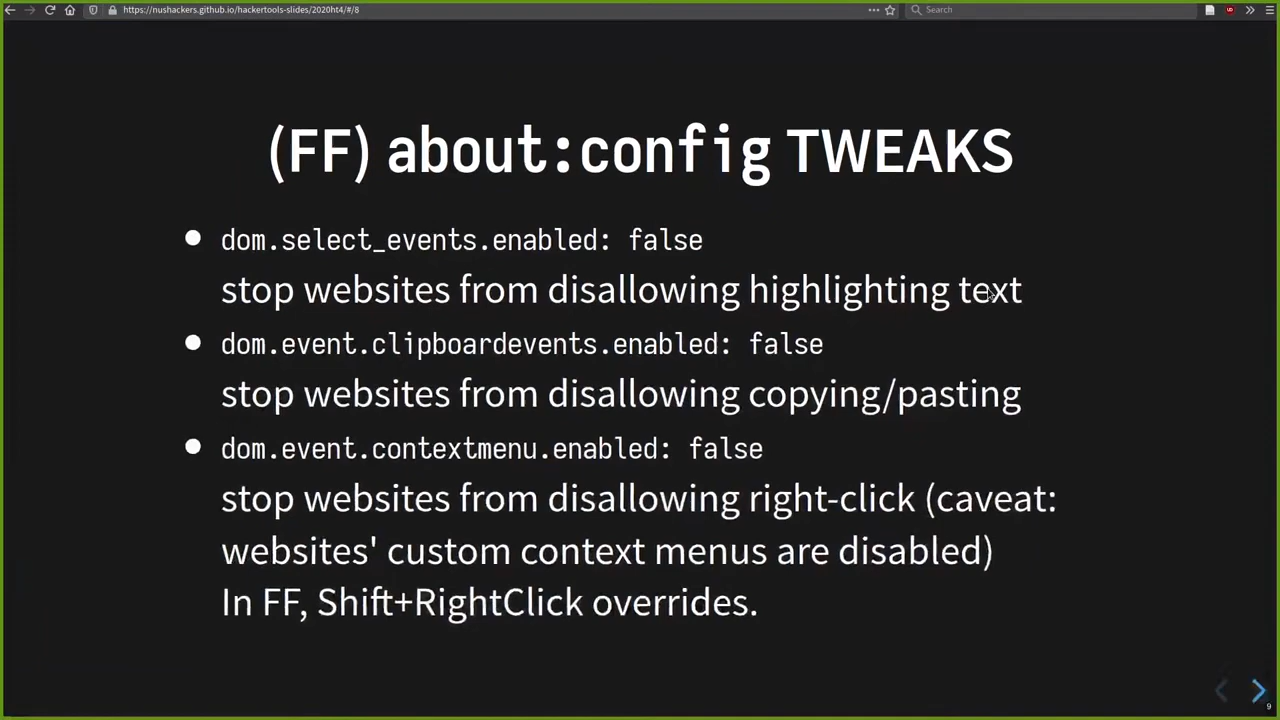 https://nushackers.github.io/hackertools-slides/2020ht4/#/8
Search
(FF) about:config TWEAKS
dom.select_events.enabled: false
stop websites from disallowing highlighting text
dom.event.clipboardevents.enabled: false
stop websites from disallowing copying/pasting
dom.event.contextmenu.enabled: false
stop websites from disallowing right-click (caveat:
websites' custom context menus are disabled)
In FF, Shift+RightClick overrides.
9